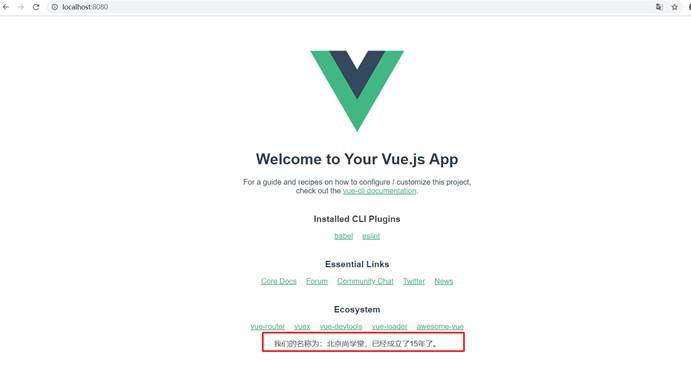 localhost:8080
Welcome to Your Vue.js App
For a guide and recipes on how to configure / customize this project,
check out the vue-cli documentation.
Installed CLI Plugins
babel eslint
Essential Links
Core Docs Forum Community Chat Twitter News
Ecosystem
vue-router vuex vue-devtools vue-loader awesome-vue
我们的名称为：北京尚学堂，已经成立了15年了。